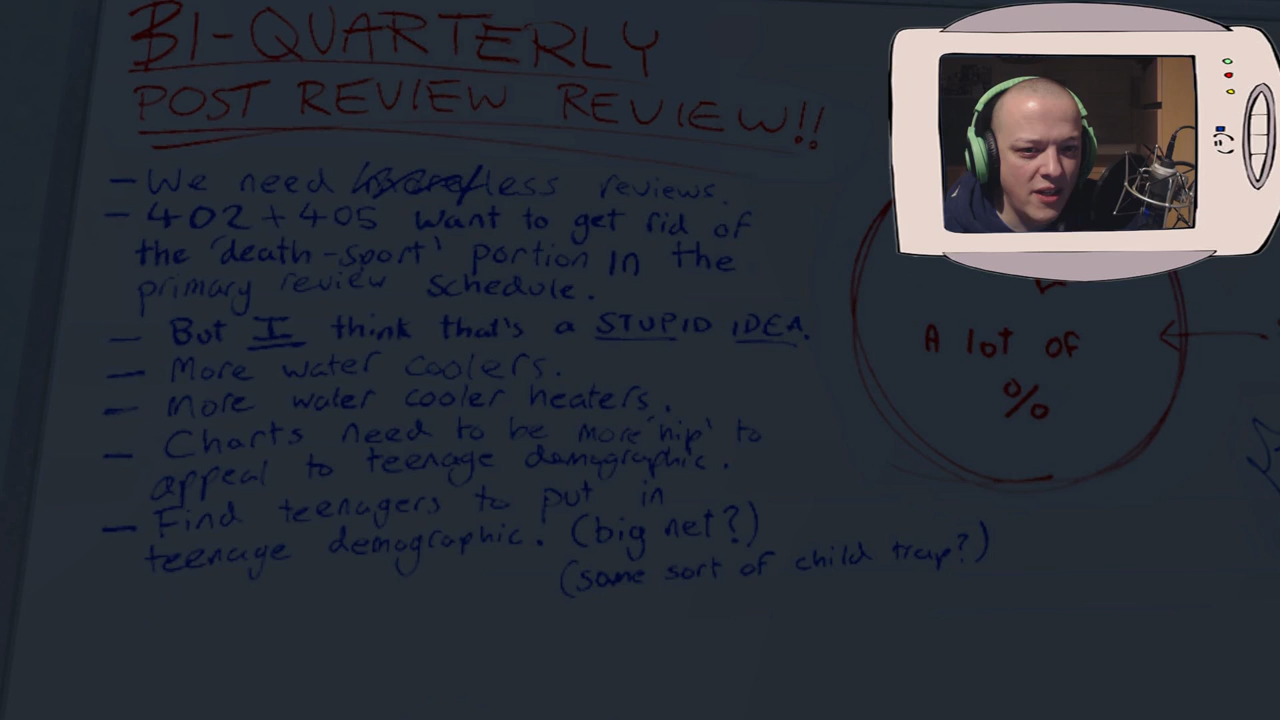 BI-QUARTERLY
POST REVIEW REVIEW!!
- We need less reviews.
- 402 + 405 want to get rid of
the 'death-sport' portion in the
primary review schedule.
- But I think that's a STUPID IDEA.
- More water coolers.
- More water cooler heaters.
- Charts need to be more 'hip' to
appeal to teenage demographic.
- Find teenagers to put in
teenage demographic. (big net?)
(some sort of child trap?)
A lot of
%